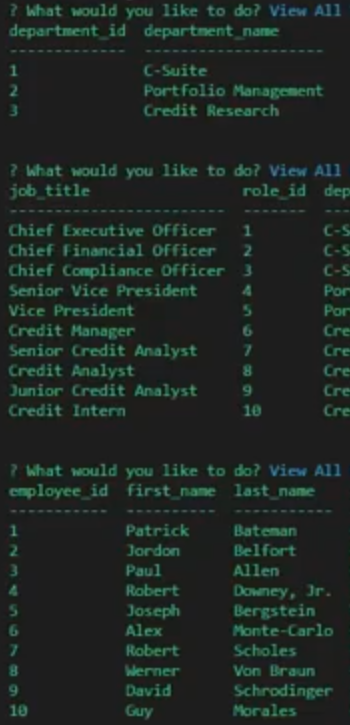 ? What would you like to do? View All
department_id department_name
------------- --------------------
1 C-Suite
2 Portfolio Management
3 Credit Research
? What would you like to do? View All
job_title role_id dep
------------------------ ------- ---
Chief Executive Officer 1 C-S
Chief Financial Officer 2 C-S
Chief Compliance Officer 3 C-S
Senior Vice President 4 Por
Vice President 5 Por
Credit Manager 6 Cre
Senior Credit Analyst 7 Cre
Credit Analyst 8 Cre
Junior Credit Analyst 9 Cre
Credit Intern 10 Cre
? What would you like to do? View All
employee_id first_name last_name
----------- ---------- -----------
1 Patrick Bateman
2 Jordon Belfort
3 Paul Allen
4 Robert Downey, Jr.
5 Joseph Bergstein
6 Alex Monte-Carlo
7 Robert Scholes
8 Werner Von Braun
9 David Schrodinger
10 Guy Morales